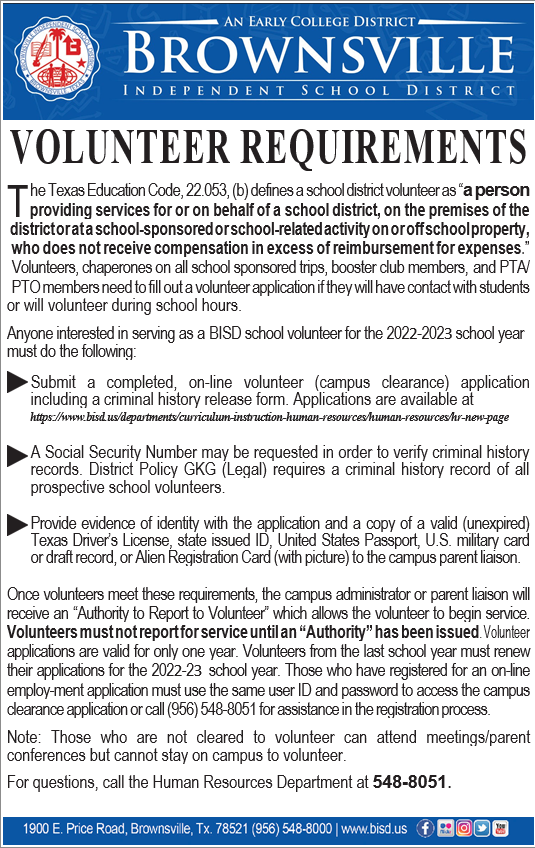 AN EARLY COLLEGE DISTRICT
BROWNSVILLE
INDEPENDENT SCHOOL DISTRICT
VOLUNTEER REQUIREMENTS
The Texas Education Code, 22.053, (b) defines a school district volunteer as “a person
providing services for or on behalf of a school district, on the premises of the
district or at a school-sponsored or school-related activity on or off school property,
who does not receive compensation in excess of reimbursement for expenses.”
Volunteers, chaperones on all school sponsored trips, booster club members, and PTA/
PTO members need to fill out a volunteer application if they will have contact with students
or will volunteer during school hours.
Anyone interested in serving as a BISD school volunteer for the 2022-2023 school year
must do the following:
Submit a completed, on-line volunteer (campus clearance) application
including a criminal history release form. Applications are available at
https://www.bisd.us/departments/curriculum-instruction-human-resources/human-resources/hr-new-page
A Social Security Number may be requested in order to verify criminal history
records. District Policy GKG (Legal) requires a criminal history record of all
prospective school volunteers.
Provide evidence of identity with the application and a copy of a valid (unexpired)
Texas Driver’s License, state issued ID, United States Passport, U.S. military card
or draft record, or Alien Registration Card (with picture) to the campus parent liaison.
Once volunteers meet these requirements, the campus administrator or parent liaison will
receive an “Authority to Report to Volunteer” which allows the volunteer to begin service.
Volunteers must not report for service until an “Authority” has been issued. Volunteer
applications are valid for only one year. Volunteers from the last school year must renew
their applications for the 2022-23 school year. Those who have registered for an on-line
employ-ment application must use the same user ID and password to access the campus
clearance application or call (956) 548-8051 for assistance in the registration process.
Note: Those who are not cleared to volunteer can attend meetings/parent
conferences but cannot stay on campus to volunteer.
For questions, call the Human Resources Department at 548-8051.
1900 E. Price Road, Brownsville, Tx. 78521 (956) 548-8000 | www.bisd.us